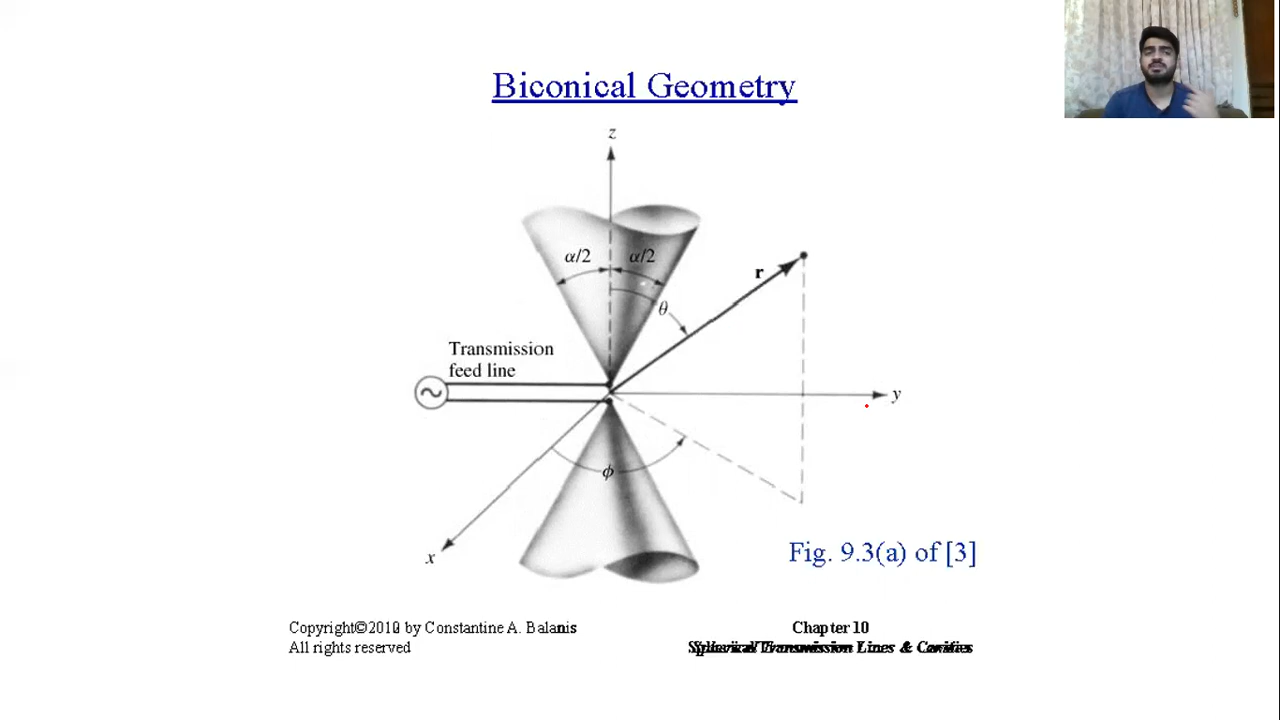 Biconical Geometry
z
α/2 α/2
r
θ
Transmission
feed line
y
ϕ
x
Fig. 9.3(a) of [3]
Copyright©2012 by Constantine A. Balanis
All rights reserved
Chapter 10
Spherical Transmission Lines & Cavities